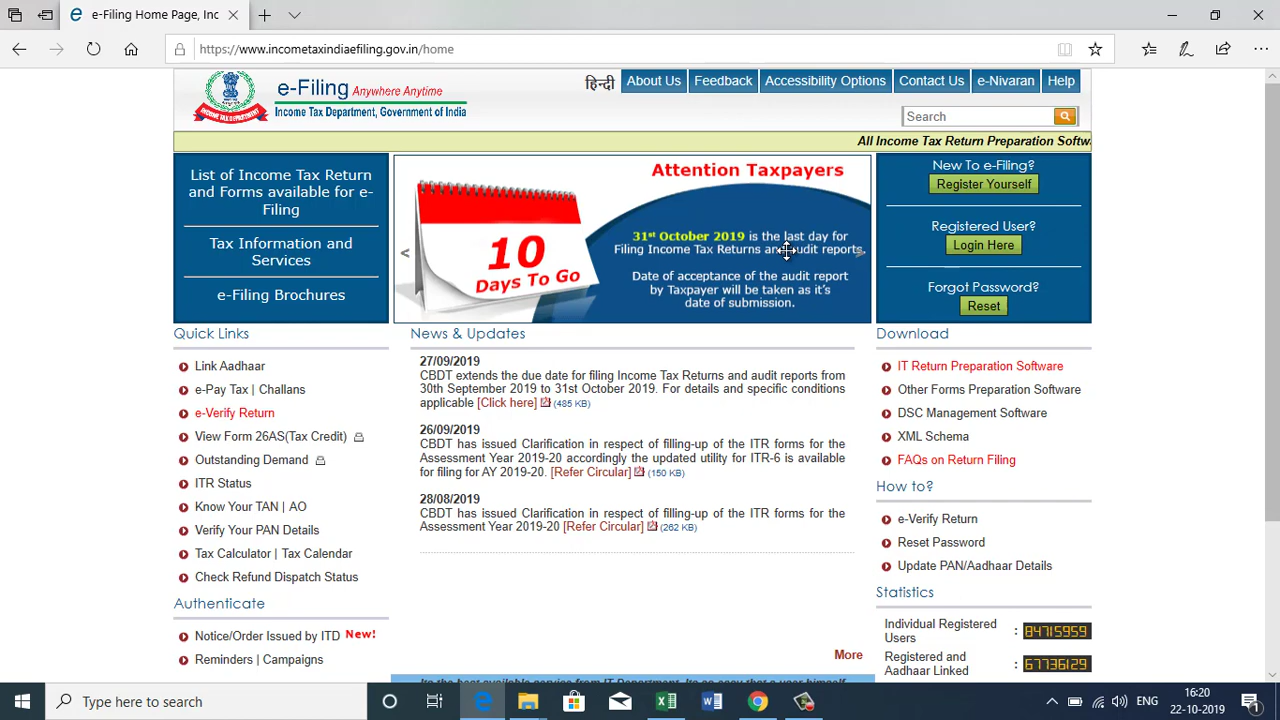 e-Filing Home Page, Inc
https://www.incometaxindiaefiling.gov.in/home
e-Filing Anywhere Anytime
Income Tax Department, Government of India
हिन्दी About Us Feedback Accessibility Options Contact Us e-Nivaran Help
Search
All Income Tax Return Preparation Softw
List of Income Tax Return
and Forms available for e-
Filing
Tax Information and
Services
e-Filing Brochures
<
10
Days To Go
Attention Taxpayers
31st October 2019 is the last day for
Filing Income Tax Returns and audit reports
Date of acceptance of the audit report
by Taxpayer will be taken as it's
date of submission.
>
New To e-Filing?
Register Yourself
Registered User?
Login Here
Forgot Password?
Reset
Quick Links
Link Aadhaar
e-Pay Tax | Challans
e-Verify Return
View Form 26AS(Tax Credit)
Outstanding Demand
ITR Status
Know Your TAN | AO
Verify Your PAN Details
Tax Calculator | Tax Calendar
Check Refund Dispatch Status
Authenticate
Notice/Order Issued by ITD New!
Reminders | Campaigns
News & Updates
27/09/2019
CBDT extends the due date for filing Income Tax Returns and audit reports from
30th September 2019 to 31st October 2019. For details and specific conditions
applicable [Click here] (485 KB)
26/09/2019
CBDT has issued Clarification in respect of filling-up of the ITR forms for the
Assessment Year 2019-20 accordingly the updated utility for ITR-6 is available
for filing for AY 2019-20. [Refer Circular] (150 KB)
28/08/2019
CBDT has issued Clarification in respect of filling-up of the ITR forms for the
Assessment Year 2019-20 [Refer Circular] (262 KB)
More
Its the best available service from IT Department. Its so easy that a user himself
Download
IT Return Preparation Software
Other Forms Preparation Software
DSC Management Software
XML Schema
FAQs on Return Filing
How to?
e-Verify Return
Reset Password
Update PAN/Aadhaar Details
Statistics
Individual Registered
Users : 84715959
Registered and
Aadhaar Linked : 67736129
Type here to search
ENG
16:20
22-10-2019
1